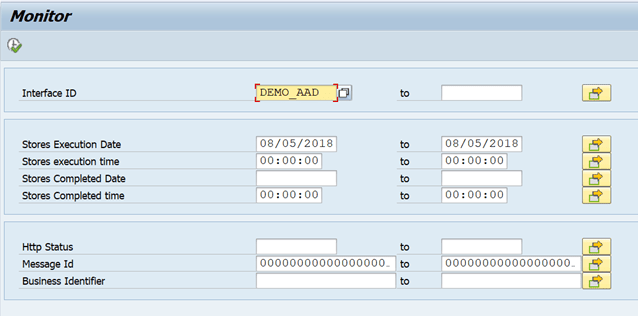 Monitor
Interface ID DEMO_AAD to
Stores Execution Date 08/05/2018 to 08/05/2018
Stores execution time 00:00:00 to 00:00:00
Stores Completed Date to
Stores Completed time 00:00:00 to 00:00:00
Http Status to
Message Id 00000000000000000… to 00000000000000000…
Business Identifier to